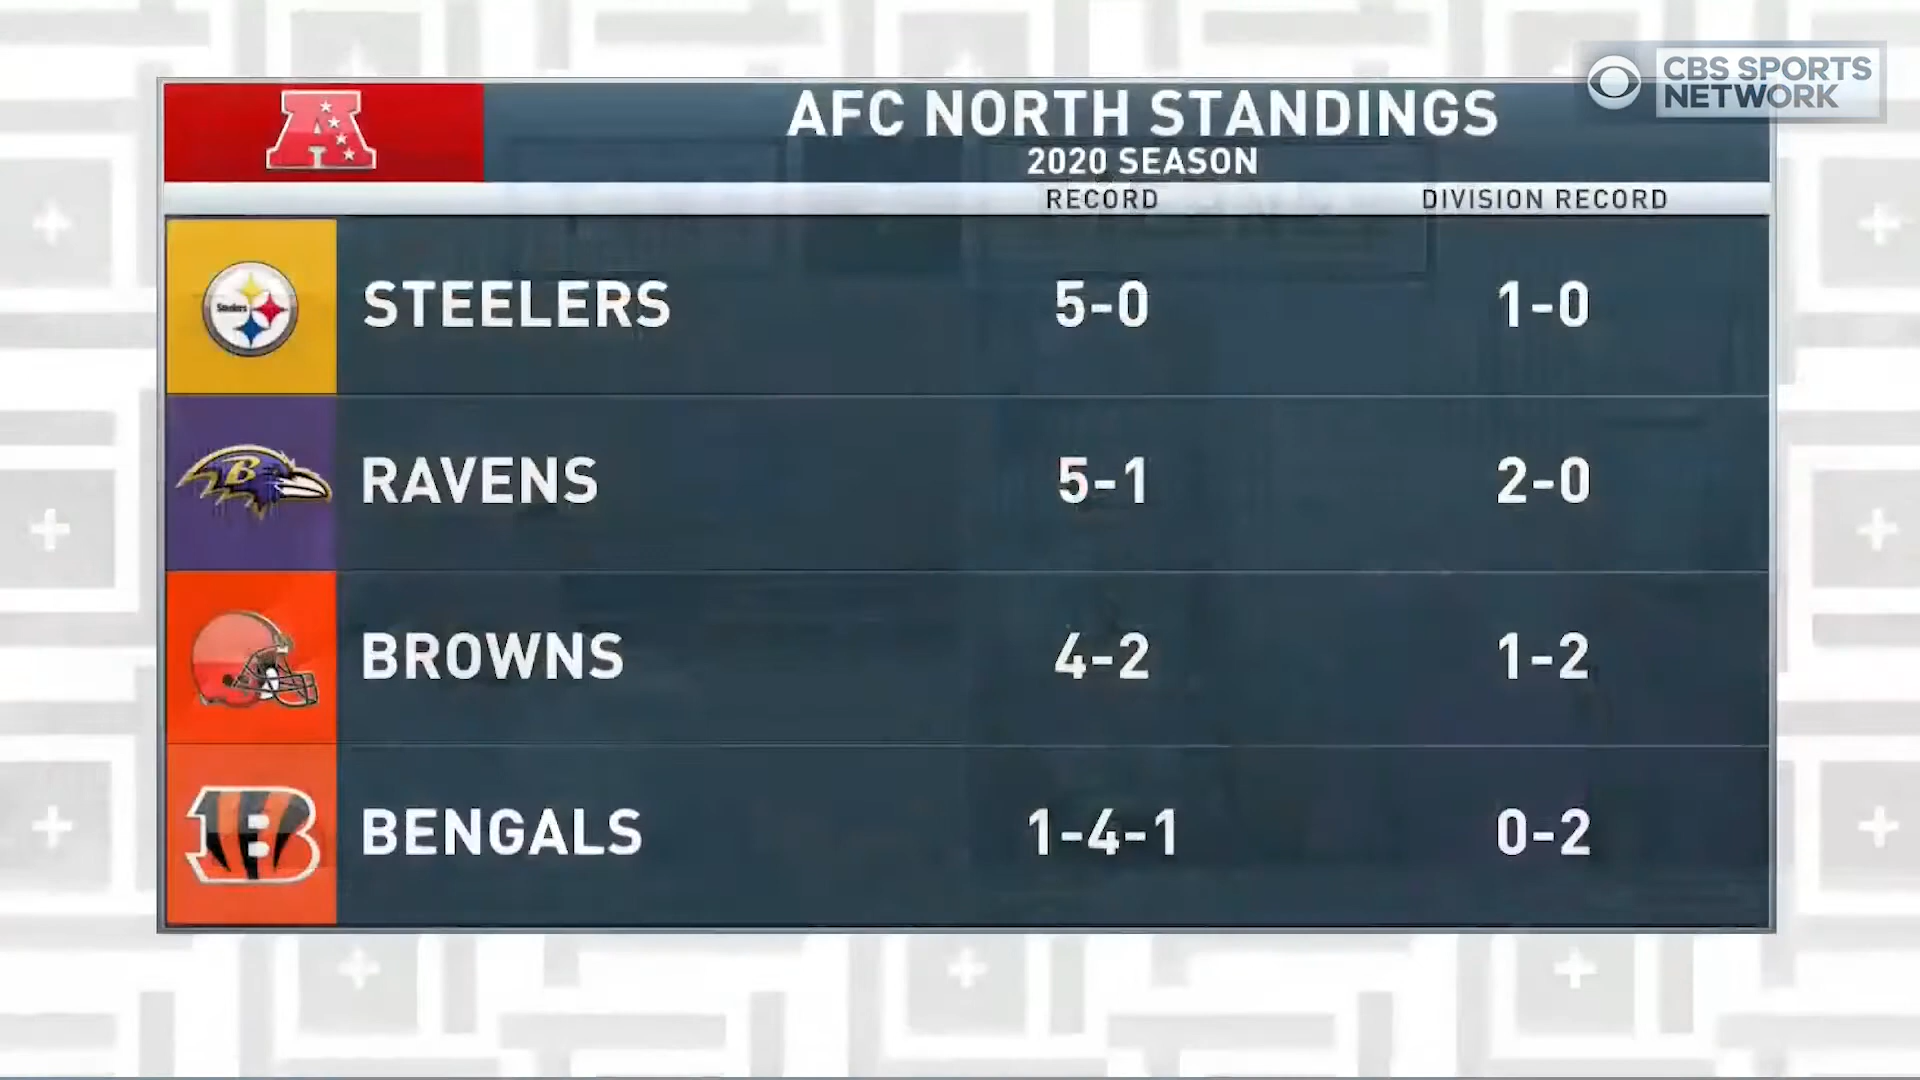 CBS SPORTS
NETWORK
AFC NORTH STANDINGS
2020 SEASON
RECORD DIVISION RECORD
Steelers STEELERS 5-0 1-0
B RAVENS 5-1 2-0
BROWNS 4-2 1-2
B BENGALS 1-4-1 0-2